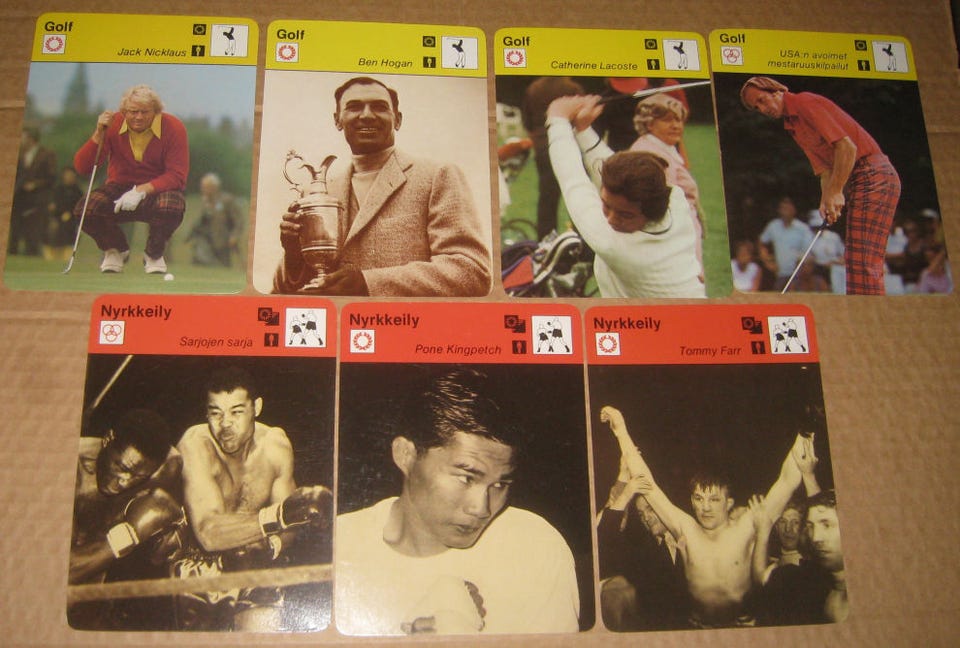 Golf
Jack Nicklaus
Golf
Ben Hogan
Golf
Catherine Lacoste
Golf
USA:n avoimet
mestaruuskilpailut
Nyrkkeily
Sarjojen sarja
Nyrkkeily
Pone Kingpetch
Nyrkkeily
Tommy Farr